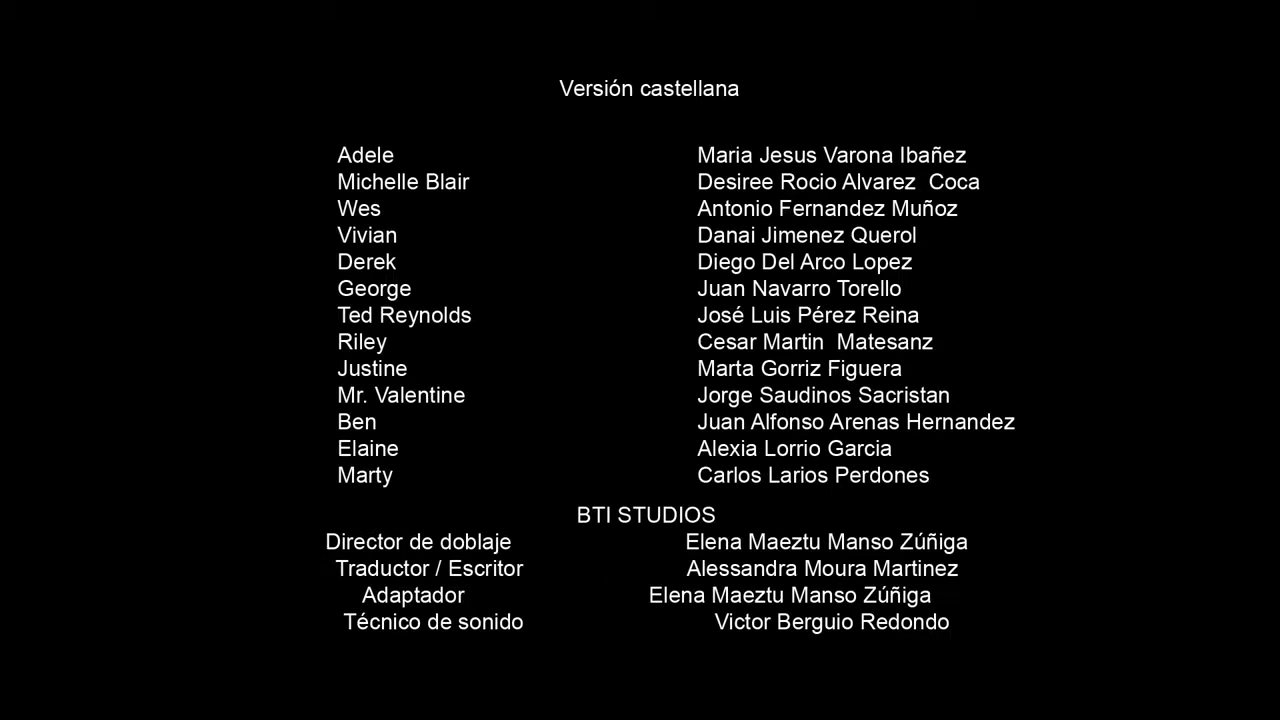 Versión castellana
Adele Maria Jesus Varona Ibañez
Michelle Blair Desiree Rocio Alvarez  Coca
Wes Antonio Fernandez Muñoz
Vivian Danai Jimenez Querol
Derek Diego Del Arco Lopez
George Juan Navarro Torello
Ted Reynolds José Luis Pérez Reina
Riley Cesar Martin  Matesanz
Justine Marta Gorriz Figuera
Mr. Valentine Jorge Saudinos Sacristan
Ben Juan Alfonso Arenas Hernandez
Elaine Alexia Lorrio Garcia
Marty Carlos Larios Perdones
BTI STUDIOS
Director de doblaje Elena Maeztu Manso Zúñiga
Traductor / Escritor Alessandra Moura Martinez
Adaptador Elena Maeztu Manso Zúñiga
Técnico de sonido Victor Berguio Redondo